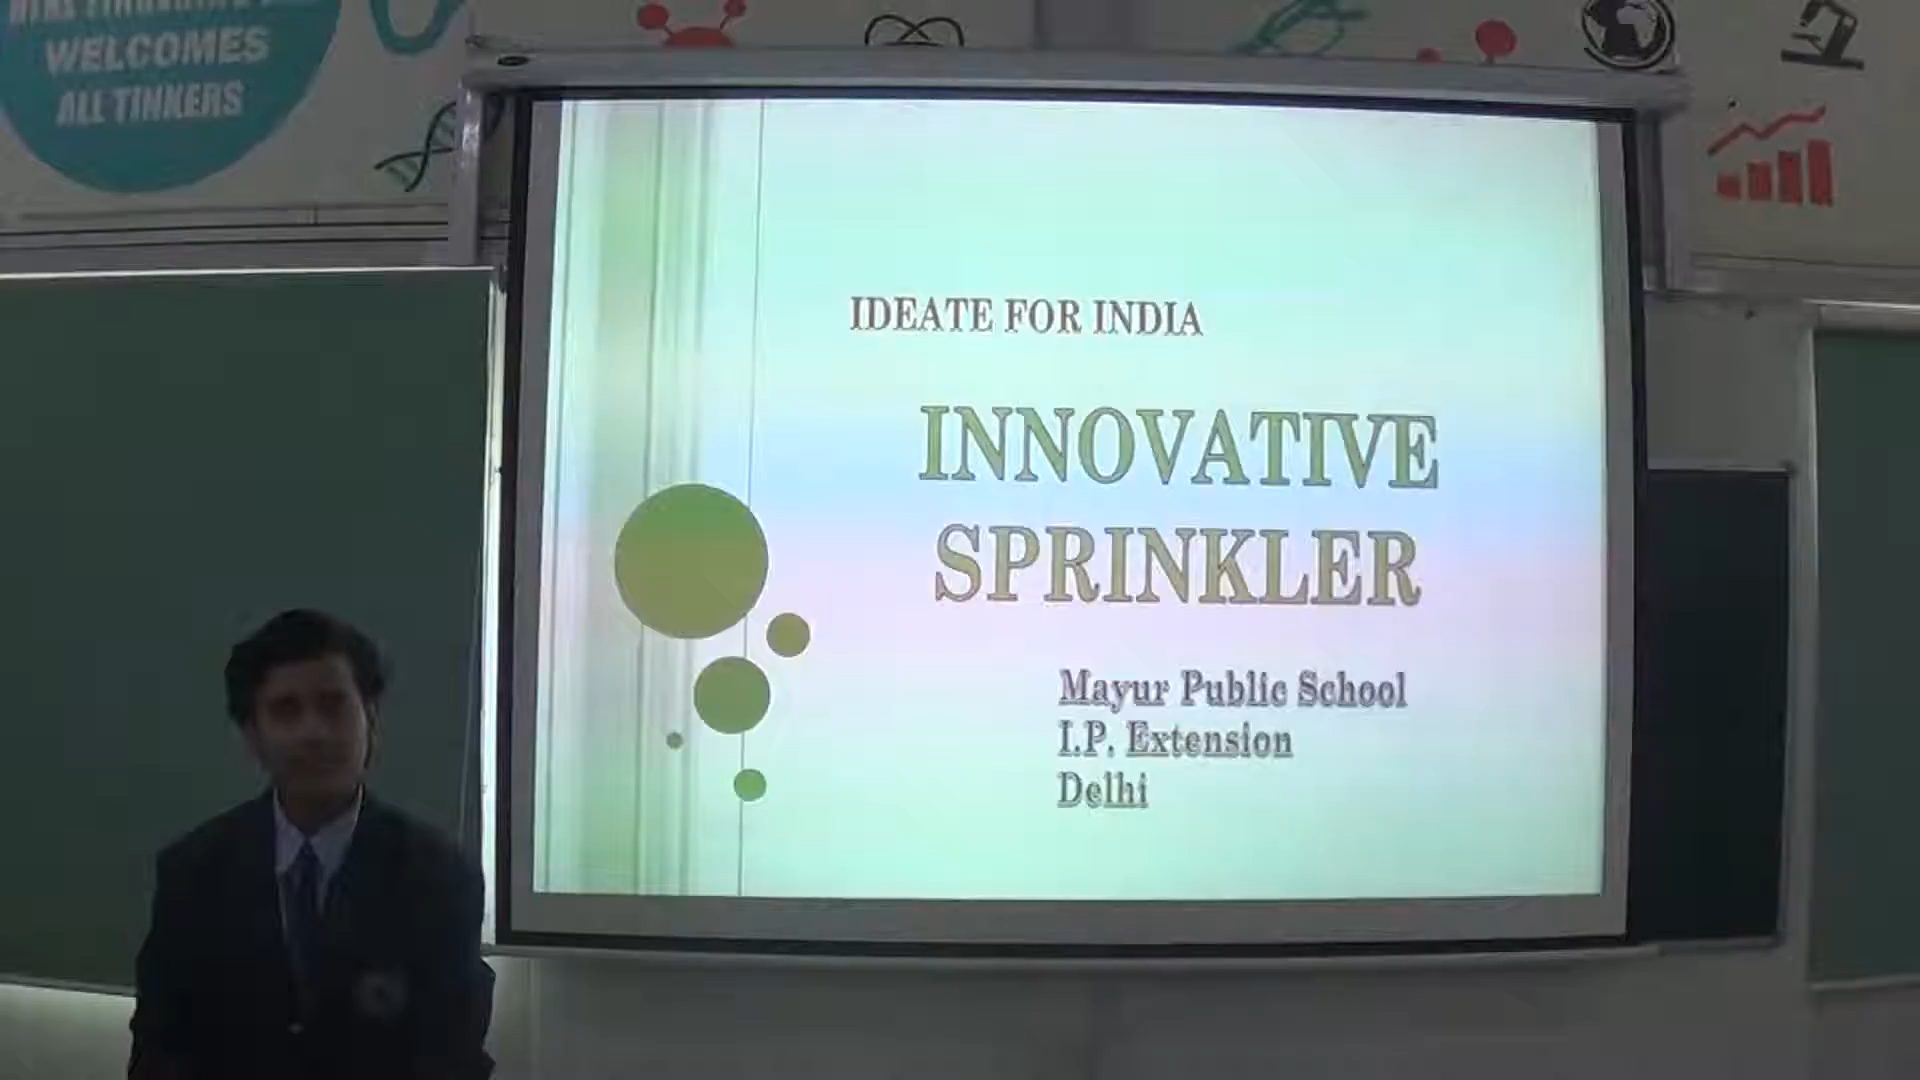 WELCOMES
ALL TINKERS
IDEATE FOR INDIA
INNOVATIVE
SPRINKLER
Mayur Public School
I.P. Extension
Delhi